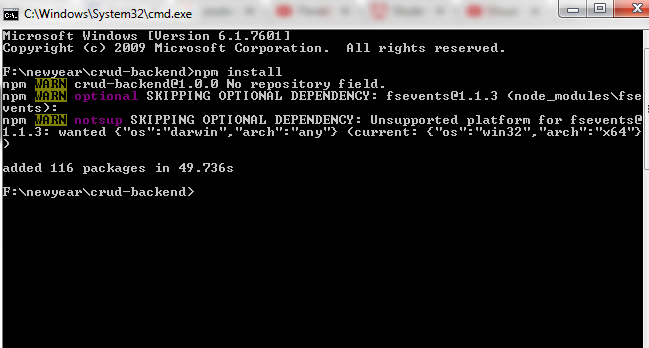 C:\Windows\System32\cmd.exe
Microsoft Windows [Version 6.1.7601]
Copyright (c) 2009 Microsoft Corporation.  All rights reserved.
F:\newyear\crud-backend>npm install
npm WARN crud-backend@1.0.0 No repository field.
npm WARN optional SKIPPING OPTIONAL DEPENDENCY: fsevents@1.1.3 (node_modules\fse
vents):
npm WARN notsup SKIPPING OPTIONAL DEPENDENCY: Unsupported platform for fsevents@
1.1.3: wanted {"os":"darwin","arch":"any"} (current: {"os":"win32","arch":"x64"}
)
added 116 packages in 49.736s
F:\newyear\crud-backend>